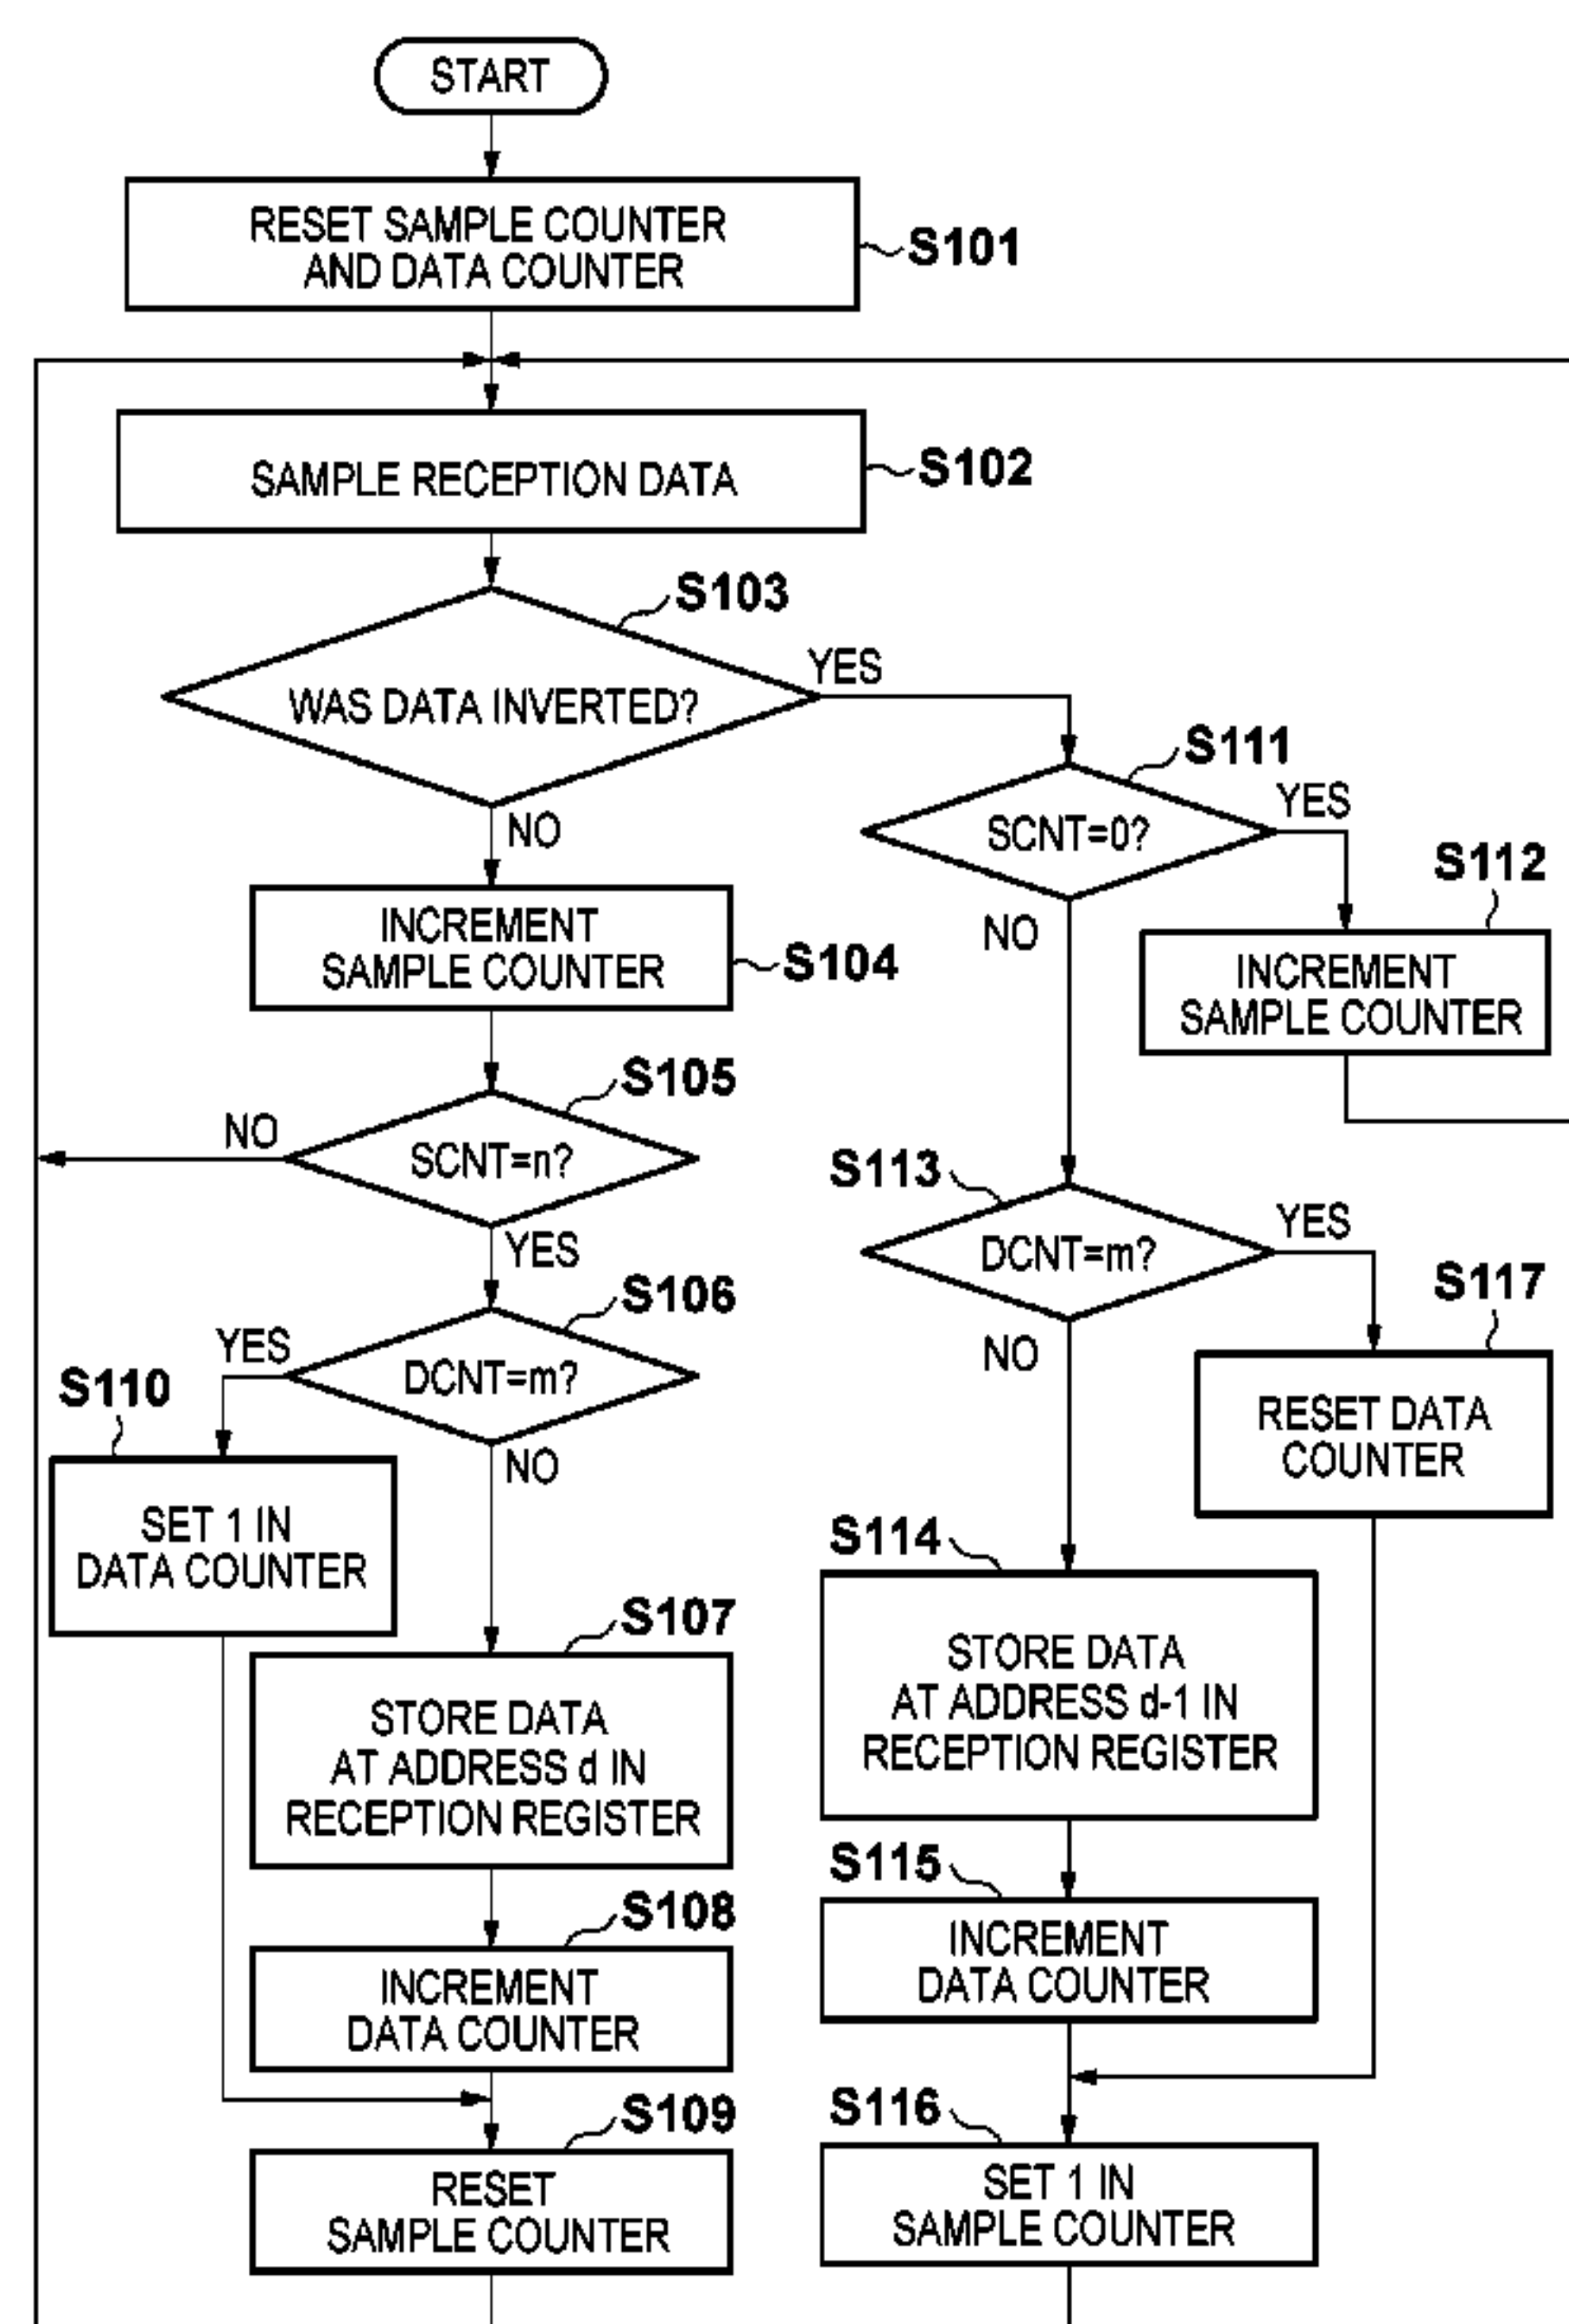 START
RESET SAMPLE COUNTER
AND DATA COUNTER
S101
SAMPLE RECEPTION DATA
S102
S103
WAS DATA INVERTED?
YES
NO
S111
SCNT=0?
YES
NO
S112
INCREMENT
SAMPLE COUNTER
INCREMENT
SAMPLE COUNTER
S104
S105
SCNT=n?
NO
YES
S113
DCNT=m?
YES
NO
S117
RESET DATA
COUNTER
S106
DCNT=m?
YES
NO
S110
SET 1 IN
DATA COUNTER
S107
STORE DATA
AT ADDRESS d IN
RECEPTION REGISTER
S114
STORE DATA
AT ADDRESS d-1 IN
RECEPTION REGISTER
S108
INCREMENT
DATA COUNTER
S115
INCREMENT
DATA COUNTER
S109
RESET
SAMPLE COUNTER
S116
SET 1 IN
SAMPLE COUNTER